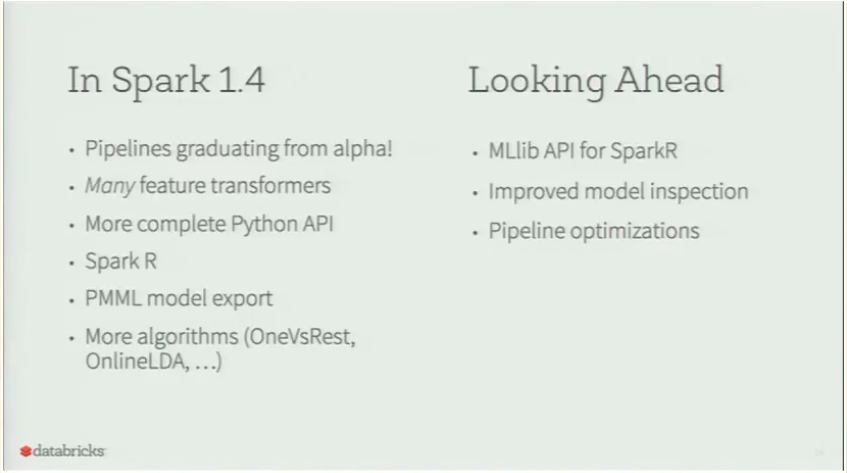 In Spark 1.4
• Pipelines graduating from alpha!
• Many feature transformers
• More complete Python API
• Spark R
• PMML model export
• More algorithms (OneVsRest,
OnlineLDA, …)
Looking Ahead
• MLlib API for SparkR
• Improved model inspection
• Pipeline optimizations
databricks